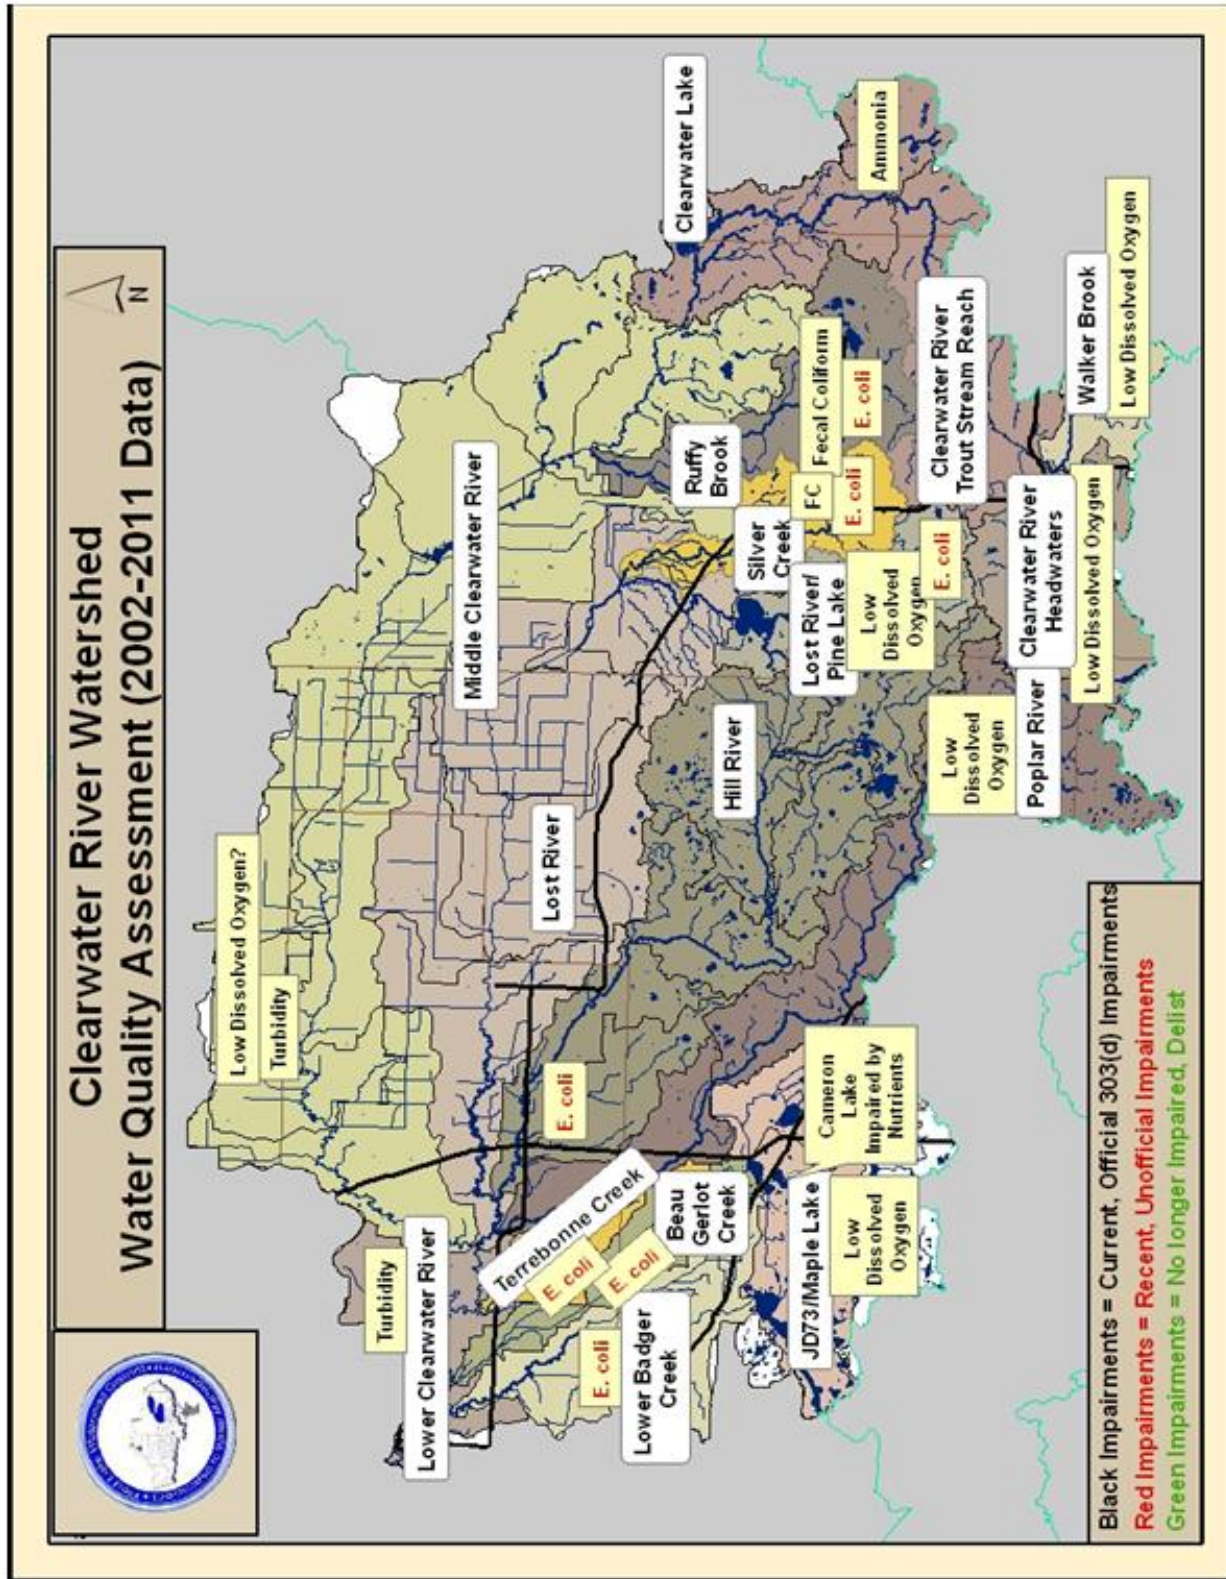 Clearwater River Watershed
Water Quality Assessment (2002-2011 Data)
N
Low Dissolved Oxygen?
Turbidity
Turbidity
Lower Clearwater River
Middle Clearwater River
Clearwater Lake
Lost River
Terrebonne Creek
E. coli
E. coli
E. coli
E. coli
Lower Badger
Creek
Beau
Gerlot
Creek
Hill River
Ruffy
Brook
Silver
Creek
FC
E. coli
Fecal Coliform
E. coli
Ammonia
Lost River/
Pine Lake
Low
Dissolved
Oxygen
E. coli
Clearwater River
Trout Stream Reach
JD73/Maple Lake
Low
Dissolved
Oxygen
Cameron
Lake
Impaired by
Nutrients
Low
Dissolved
Oxygen
Poplar River
Clearwater River
Headwaters
Low Dissolved Oxygen
Walker Brook
Low Dissolved Oxygen
Black Impairments = Current, Official 303(d) Impairments
Red Impairments = Recent, Unofficial Impairments
Green Impairments = No longer Impaired, Delist